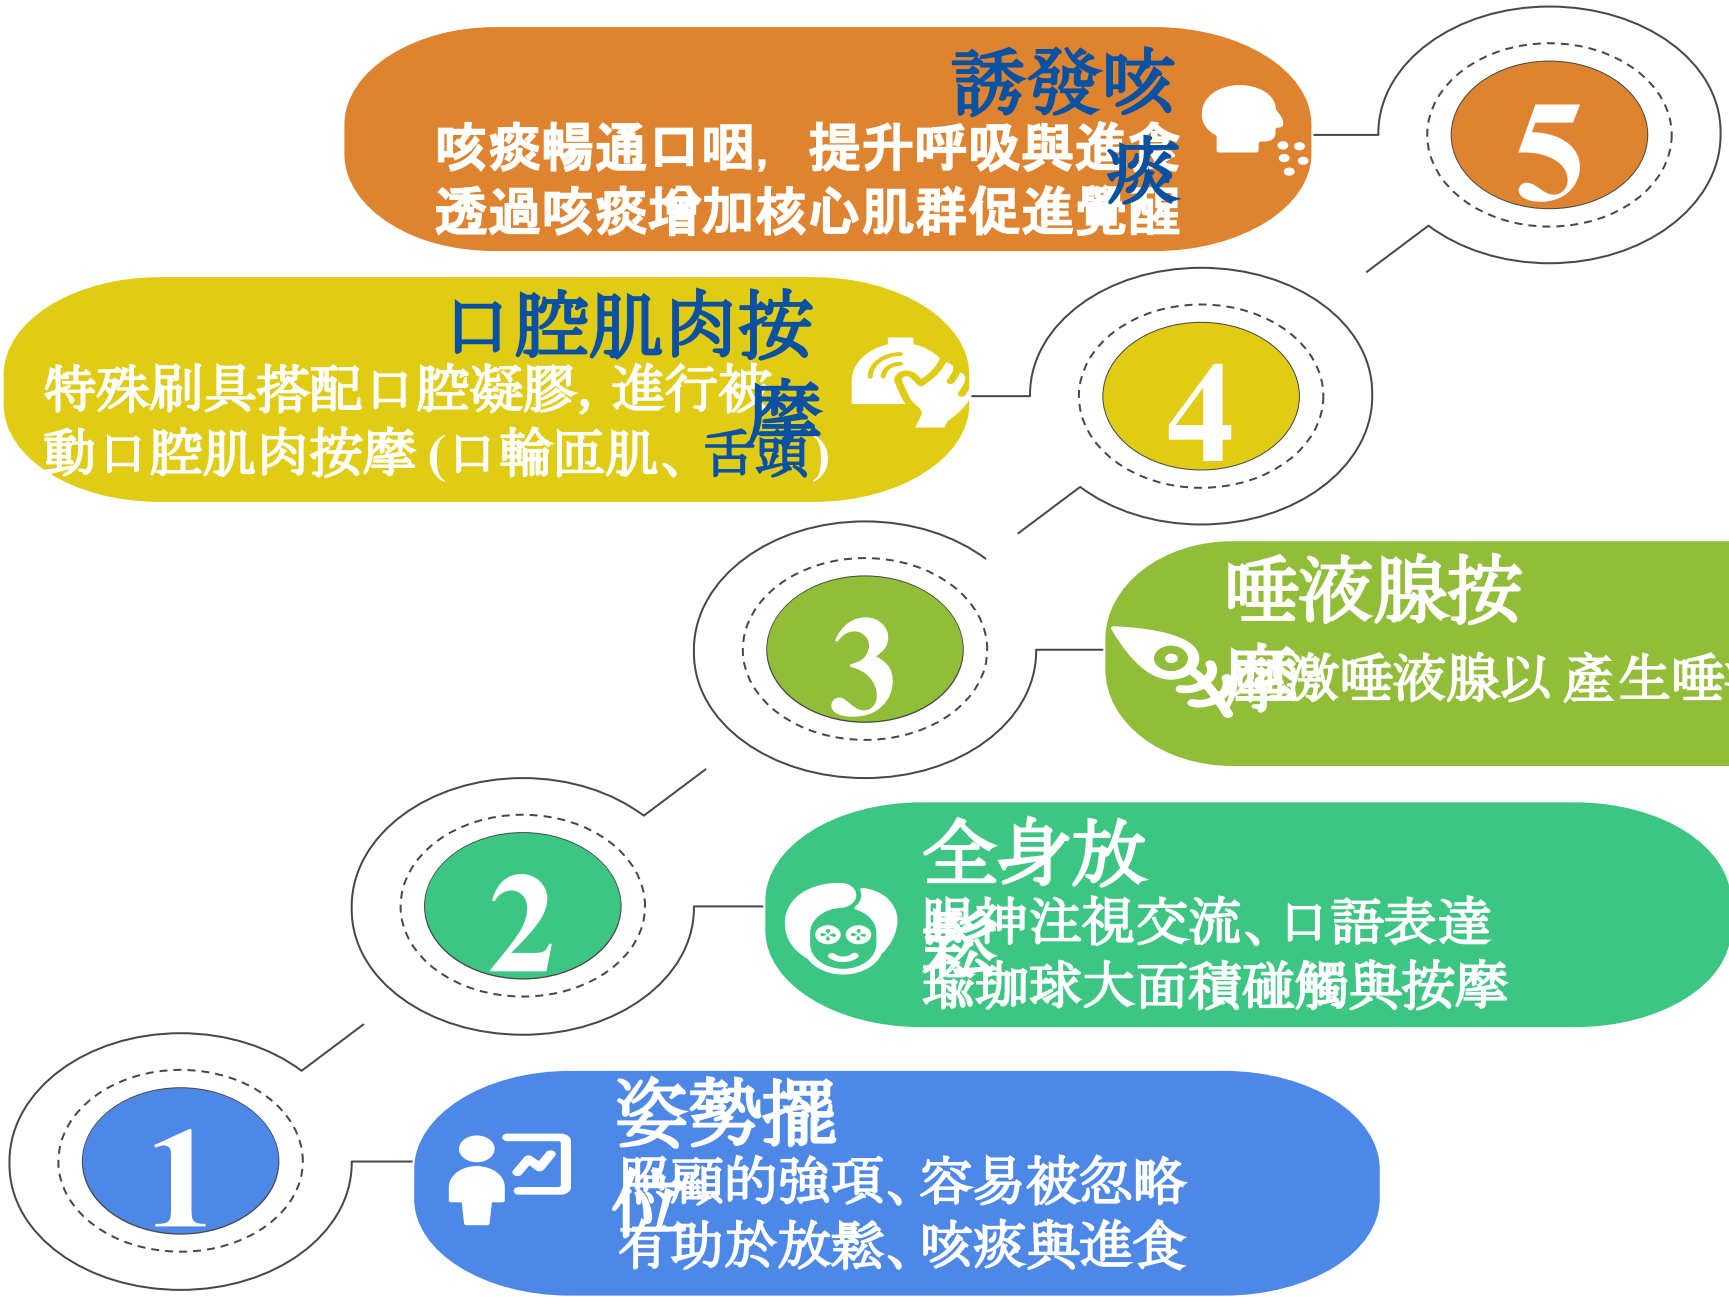 誘發咳
痰
咳痰暢通口咽，提升呼吸與進食
透過咳痰增加核心肌群促進覺醒
5
口腔肌肉按
摩
特殊刷具搭配口腔凝膠，進行被
動口腔肌肉按摩(口輪匝肌、舌頭)
4
唾液腺按
摩
激唾液腺以 產生唾
3
全身放
鬆
眼神注視交流、口語表達
瑜珈球大面積碰觸與按摩
2
姿勢擺
位
照顧的強項、容易被忽略
有助於放鬆、咳痰與進食
1